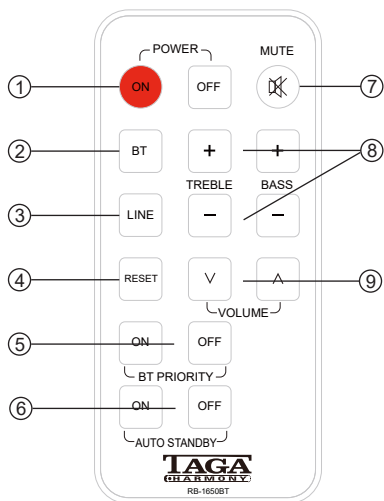 POWER MUTE
① ON OFF ⑦
② BT + + ⑧
TREBLE BASS
③ LINE − −
④ RESET ∨ ∧ ⑨
VOLUME
⑤ ON OFF
BT PRIORITY
⑥ ON OFF
AUTO STANDBY
TAGA
HARMONY
RB-1650BT